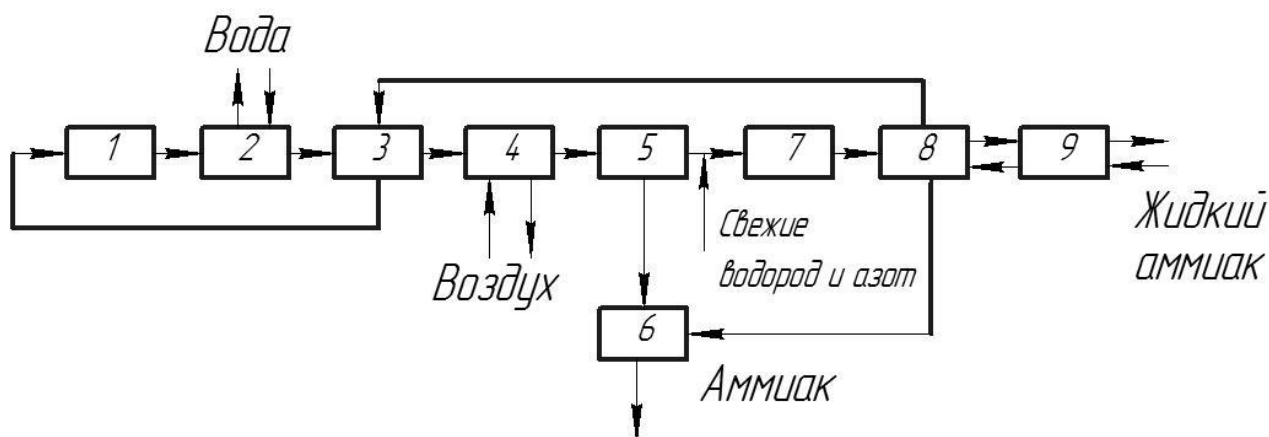 Вода
1
2
3
4
5
7
8
9
Свежие
водород и азот
Жидкий
аммиак
Воздух
6
Аммиак